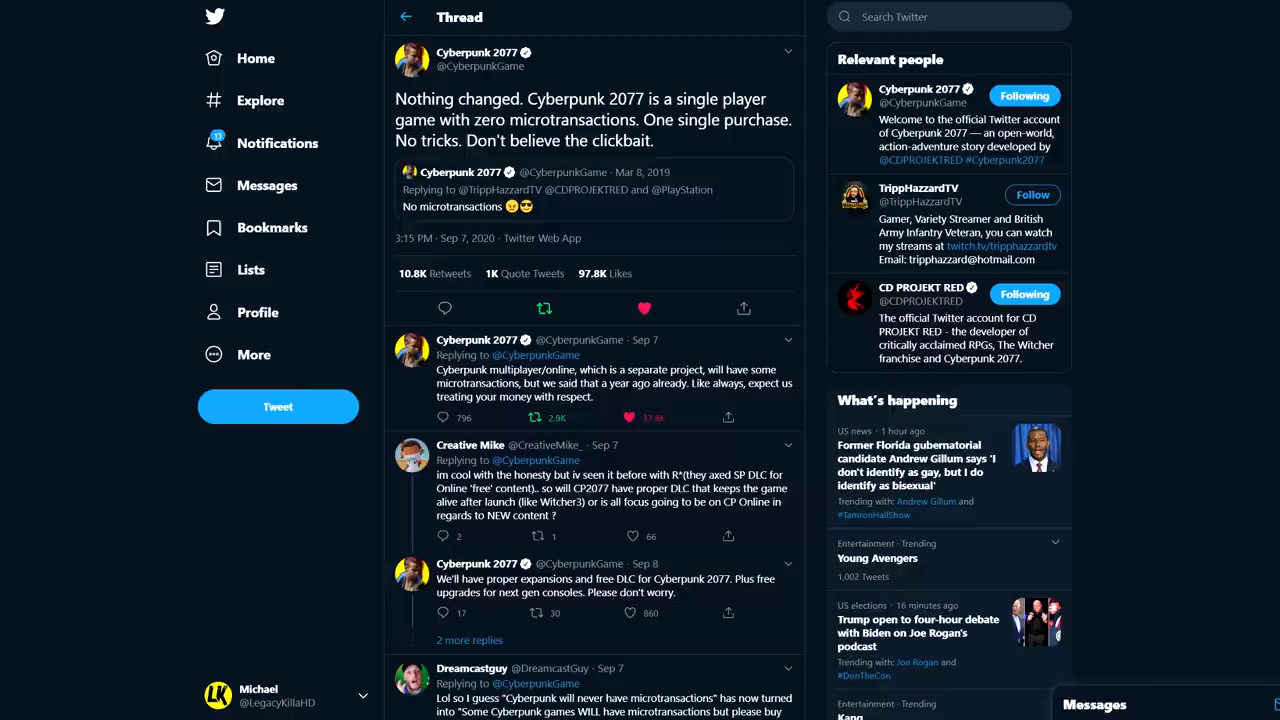 Home
Explore
13
Notifications
Messages
Bookmarks
Lists
Profile
More
Tweet
Michael
@LegacyKillaHD
Thread
Cyberpunk 2077
@CyberpunkGame
Nothing changed. Cyberpunk 2077 is a single player
game with zero microtransactions. One single purchase.
No tricks. Don't believe the clickbait.
Cyberpunk 2077 @CyberpunkGame · Mar 8, 2019
Replying to @TrippHazzardTV @CDPROJEKTRED and @PlayStation
No microtransactions 😠😎
3:15 PM · Sep 7, 2020 · Twitter Web App
10.8K Retweets 1K Quote Tweets 97.8K Likes
Cyberpunk 2077 @CyberpunkGame · Sep 7
Replying to @CyberpunkGame
Cyberpunk multiplayer/online, which is a separate project, will have some
microtransactions, but we said that a year ago already. Like always, expect us
treating your money with respect.
796 2.9K 37.8K
Creative Mike @CreativeMike_ · Sep 7
Replying to @CyberpunkGame
im cool with the honesty but iv seen it before with R*(they axed SP DLC for
Online 'free' content).. so will CP2077 have proper DLC that keeps the game
alive after launch (like Witcher3) or is all focus going to be on CP Online in
regards to NEW content ?
2 1 66
Cyberpunk 2077 @CyberpunkGame · Sep 8
We'll have proper expansions and free DLC for Cyberpunk 2077. Plus free
upgrades for next gen consoles. Please don't worry.
17 30 860
2 more replies
Dreamcastguy @DreamcastGuy · Sep 7
Replying to @CyberpunkGame
Lol so I guess "Cyberpunk will never have microtransactions" has now turned
into "Some Cyberpunk games WILL have microtransactions but please buy
Search Twitter
Relevant people
Cyberpunk 2077
@CyberpunkGame
Following
Welcome to the official Twitter account
of Cyberpunk 2077 — an open-world,
action-adventure story developed by
@CDPROJEKTRED #Cyberpunk2077
TrippHazzardTV
@TrippHazzardTV
Follow
Gamer, Variety Streamer and British
Army Infantry Veteran, you can watch
my streams at twitch.tv/tripphazzardtv
Email: tripphazzard@hotmail.com
CD PROJEKT RED
@CDPROJEKTRED
Following
The official Twitter account for CD
PROJEKT RED - the developer of
critically acclaimed RPGs, The Witcher
franchise and Cyberpunk 2077.
What's happening
US news · 1 hour ago
Former Florida gubernatorial
candidate Andrew Gillum says 'I
don't identify as gay, but I do
identify as bisexual'
Trending with: Andrew Gillum and
#TamronHallShow
Entertainment · Trending
Young Avengers
1,002 Tweets
US elections · 16 minutes ago
Trump open to four-hour debate
with Biden on Joe Rogan's
podcast
Trending with: Joe Rogan and
#DonTheCon
Entertainment · Trending
Kang
Messages